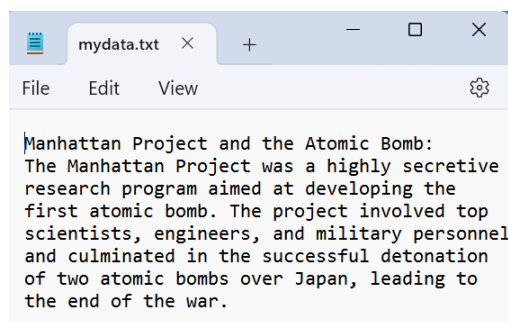 mydata.txt
File Edit View
Manhattan Project and the Atomic Bomb:
The Manhattan Project was a highly secretive
research program aimed at developing the
first atomic bomb. The project involved top
scientists, engineers, and military personnel
and culminated in the successful detonation
of two atomic bombs over Japan, leading to
the end of the war.